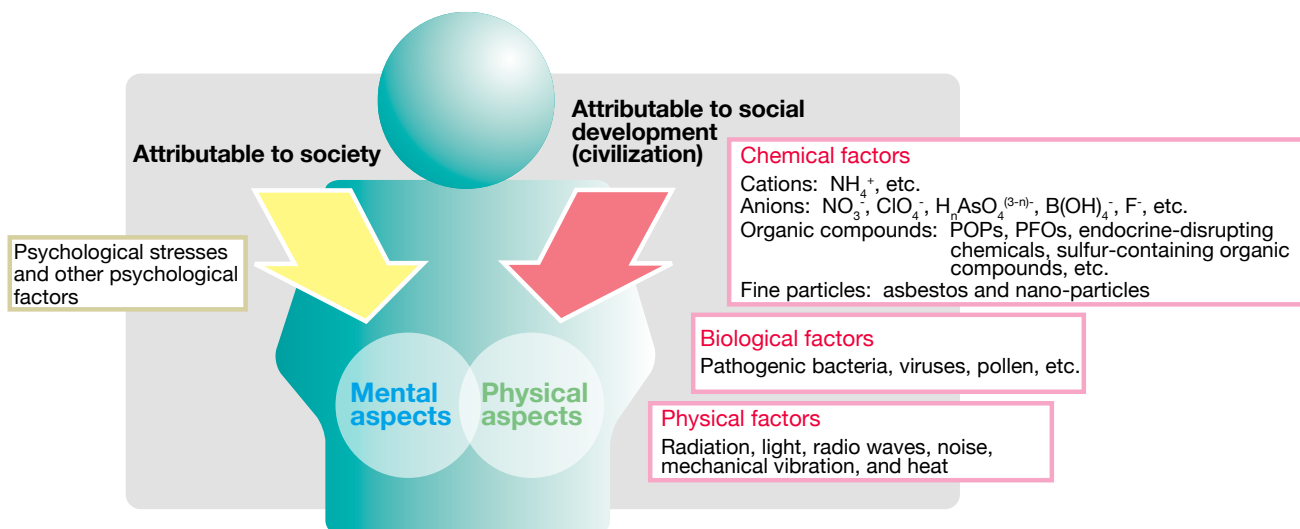 Attributable to society
Attributable to social
development
(civilization)
Psychological stresses
and other psychological
factors
Mental
aspects
Physical
aspects
Chemical factors
Cations: NH₄⁺, etc.
Anions: NO₃⁻, ClO₄⁻, HₙAsO₄⁽³⁻ⁿ⁾⁻, B(OH)₄⁻, F⁻, etc.
Organic compounds: POPs, PFOs, endocrine-disrupting
chemicals, sulfur-containing organic
compounds, etc.
Fine particles: asbestos and nano-particles
Biological factors
Pathogenic bacteria, viruses, pollen, etc.
Physical factors
Radiation, light, radio waves, noise,
mechanical vibration, and heat